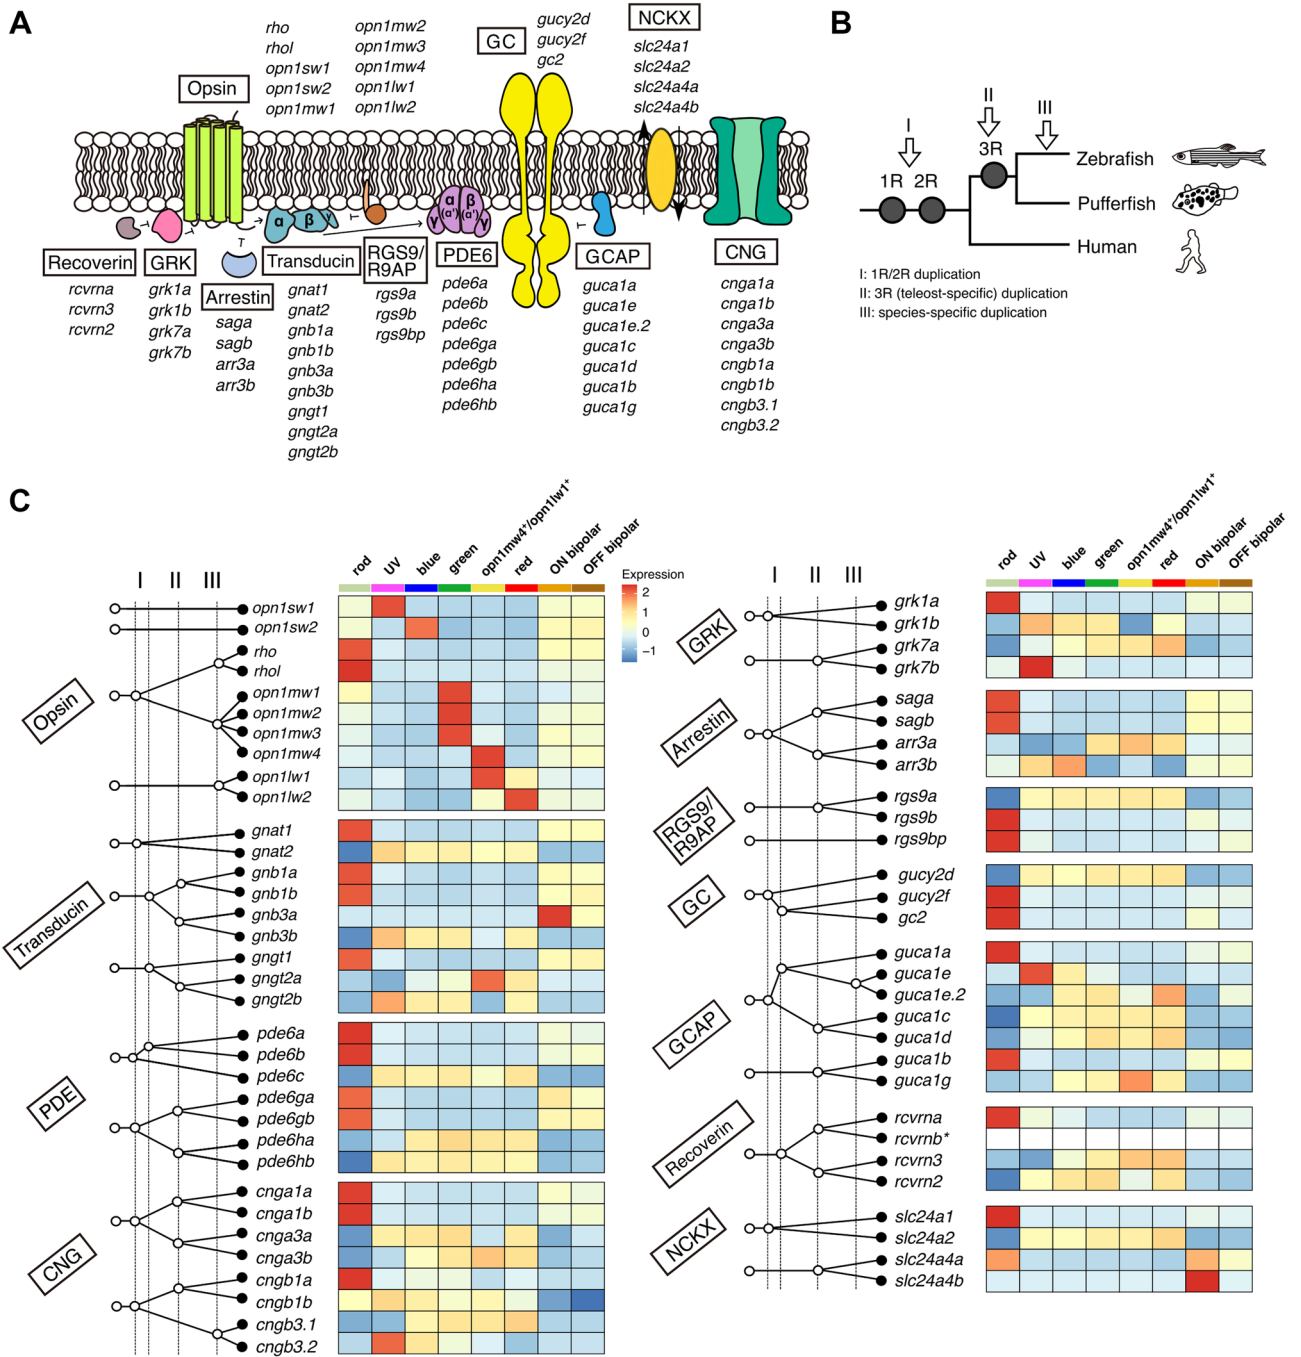 A
rho
rhol
opn1sw1
opn1sw2
opn1mw1
opn1mw2
opn1mw3
opn1mw4
opn1lw1
opn1lw2
Opsin
GC
gucy2d
gucy2f
gc2
NCKX
slc24a1
slc24a2
slc24a4a
slc24a4b
α
β
γ
α
(α')
β
(α')
γ
γ
Recoverin
rcvrna
rcvrn3
rcvrn2
GRK
grk1a
grk1b
grk7a
grk7b
Arrestin
saga
sagb
arr3a
arr3b
Transducin
gnat1
gnat2
gnb1a
gnb1b
gnb3a
gnb3b
gngt1
gngt2a
gngt2b
RGS9/
R9AP
rgs9a
rgs9b
rgs9bp
PDE6
pde6a
pde6b
pde6c
pde6ga
pde6gb
pde6ha
pde6hb
GCAP
guca1a
guca1e
guca1e.2
guca1c
guca1d
guca1b
guca1g
CNG
cnga1a
cnga1b
cnga3a
cnga3b
cngb1a
cngb1b
cngb3.1
cngb3.2
B
I
II
III
1R 2R
3R
Zebrafish
Pufferfish
Human
I: 1R/2R duplication
II: 3R (teleost-specific) duplication
III: species-specific duplication
C
I II III
rod
UV
blue
green
opn1mw4+/opn1lw1+
red
ON bipolar
OFF bipolar
Expression
2
1
0
−1
Opsin
opn1sw1
opn1sw2
rho
rhol
opn1mw1
opn1mw2
opn1mw3
opn1mw4
opn1lw1
opn1lw2
Transducin
gnat1
gnat2
gnb1a
gnb1b
gnb3a
gnb3b
gngt1
gngt2a
gngt2b
PDE
pde6a
pde6b
pde6c
pde6ga
pde6gb
pde6ha
pde6hb
CNG
cnga1a
cnga1b
cnga3a
cnga3b
cngb1a
cngb1b
cngb3.1
cngb3.2
I II III
rod
UV
blue
green
opn1mw4+/opn1lw1+
red
ON bipolar
OFF bipolar
GRK
grk1a
grk1b
grk7a
grk7b
Arrestin
saga
sagb
arr3a
arr3b
RGS9/
R9AP
rgs9a
rgs9b
rgs9bp
GC
gucy2d
gucy2f
gc2
GCAP
guca1a
guca1e
guca1e.2
guca1c
guca1d
guca1b
guca1g
Recoverin
rcvrna
rcvrnb*
rcvrn3
rcvrn2
NCKX
slc24a1
slc24a2
slc24a4a
slc24a4b